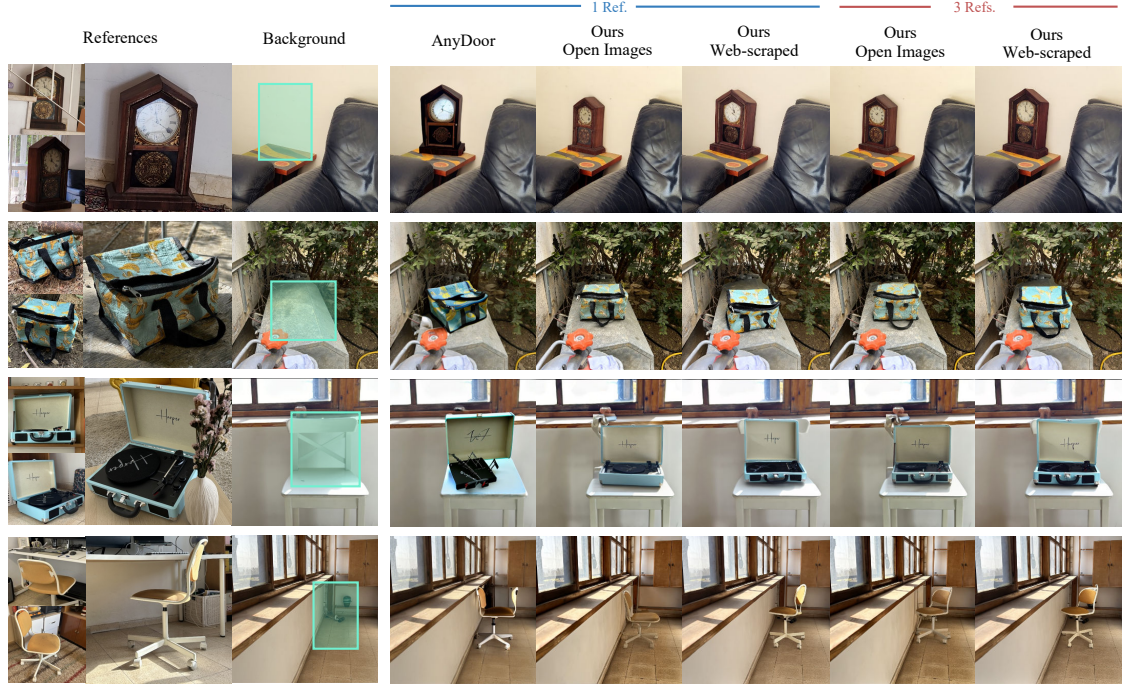 1 Ref.
3 Refs.
References
Background
AnyDoor
Ours
Open Images
Ours
Web-scraped
Ours
Open Images
Ours
Web-scraped